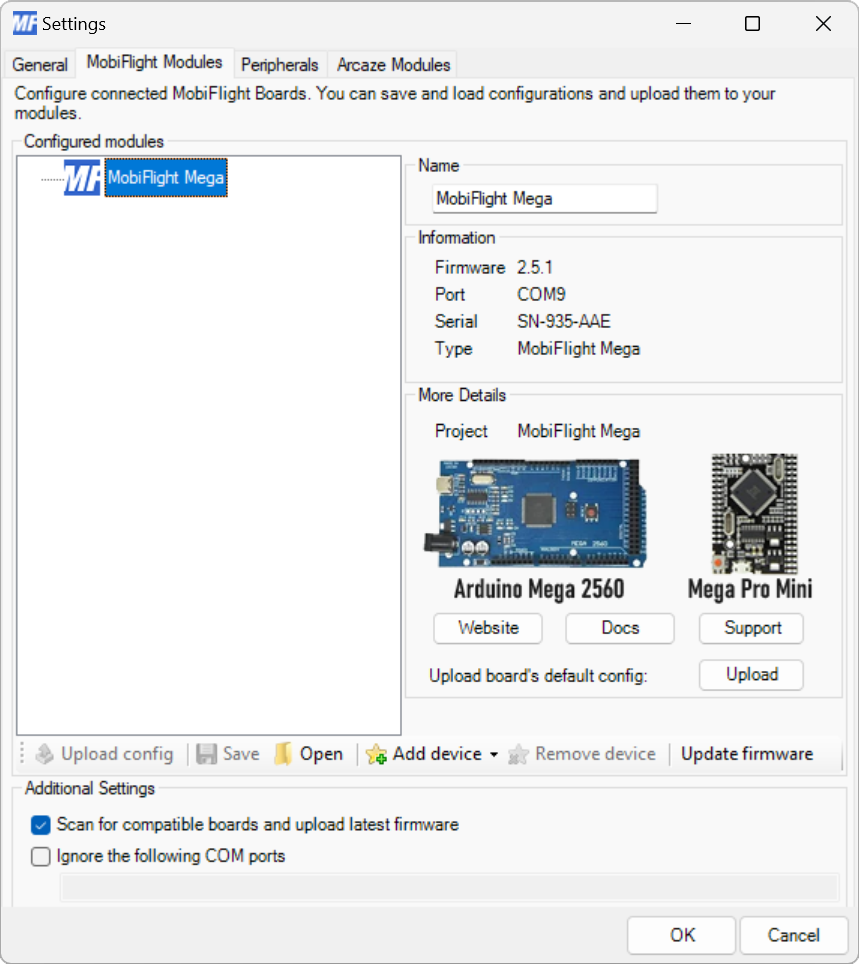 MF Settings
General MobiFlight Modules Peripherals Arcaze Modules
Configure connected MobiFlight Boards. You can save and load configurations and upload them to your
modules.
Configured modules
MF MobiFlight Mega
Name
MobiFlight Mega
Information
Firmware 2.5.1
Port COM9
Serial SN-935-AAE
Type MobiFlight Mega
More Details
Project MobiFlight Mega
MEGA 2560
Arduino Mega 2560 Mega Pro Mini
Website Docs Support
Upload board's default config: Upload
Upload config Save Open Add device Remove device Update firmware
Additional Settings
Scan for compatible boards and upload latest firmware
Ignore the following COM ports
OK Cancel